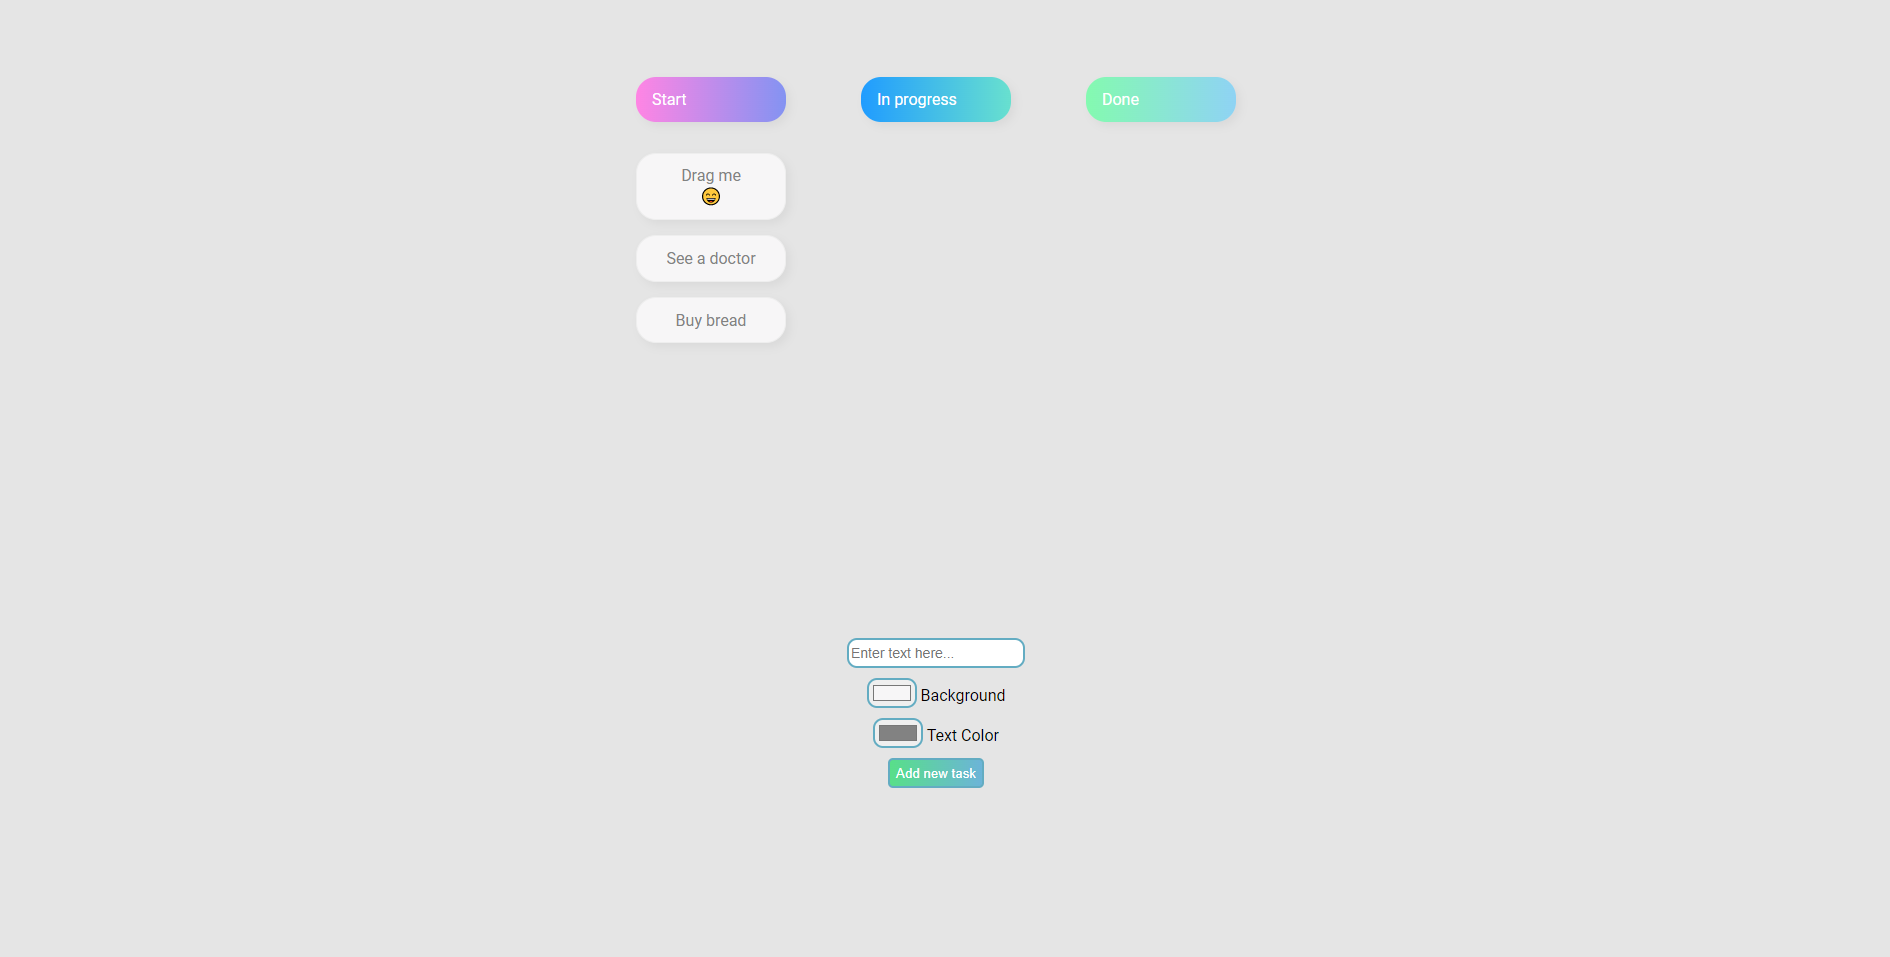 Start
In progress
Done
Drag me
😄
See a doctor
Buy bread
Enter text here...
Background
Text Color
Add new task